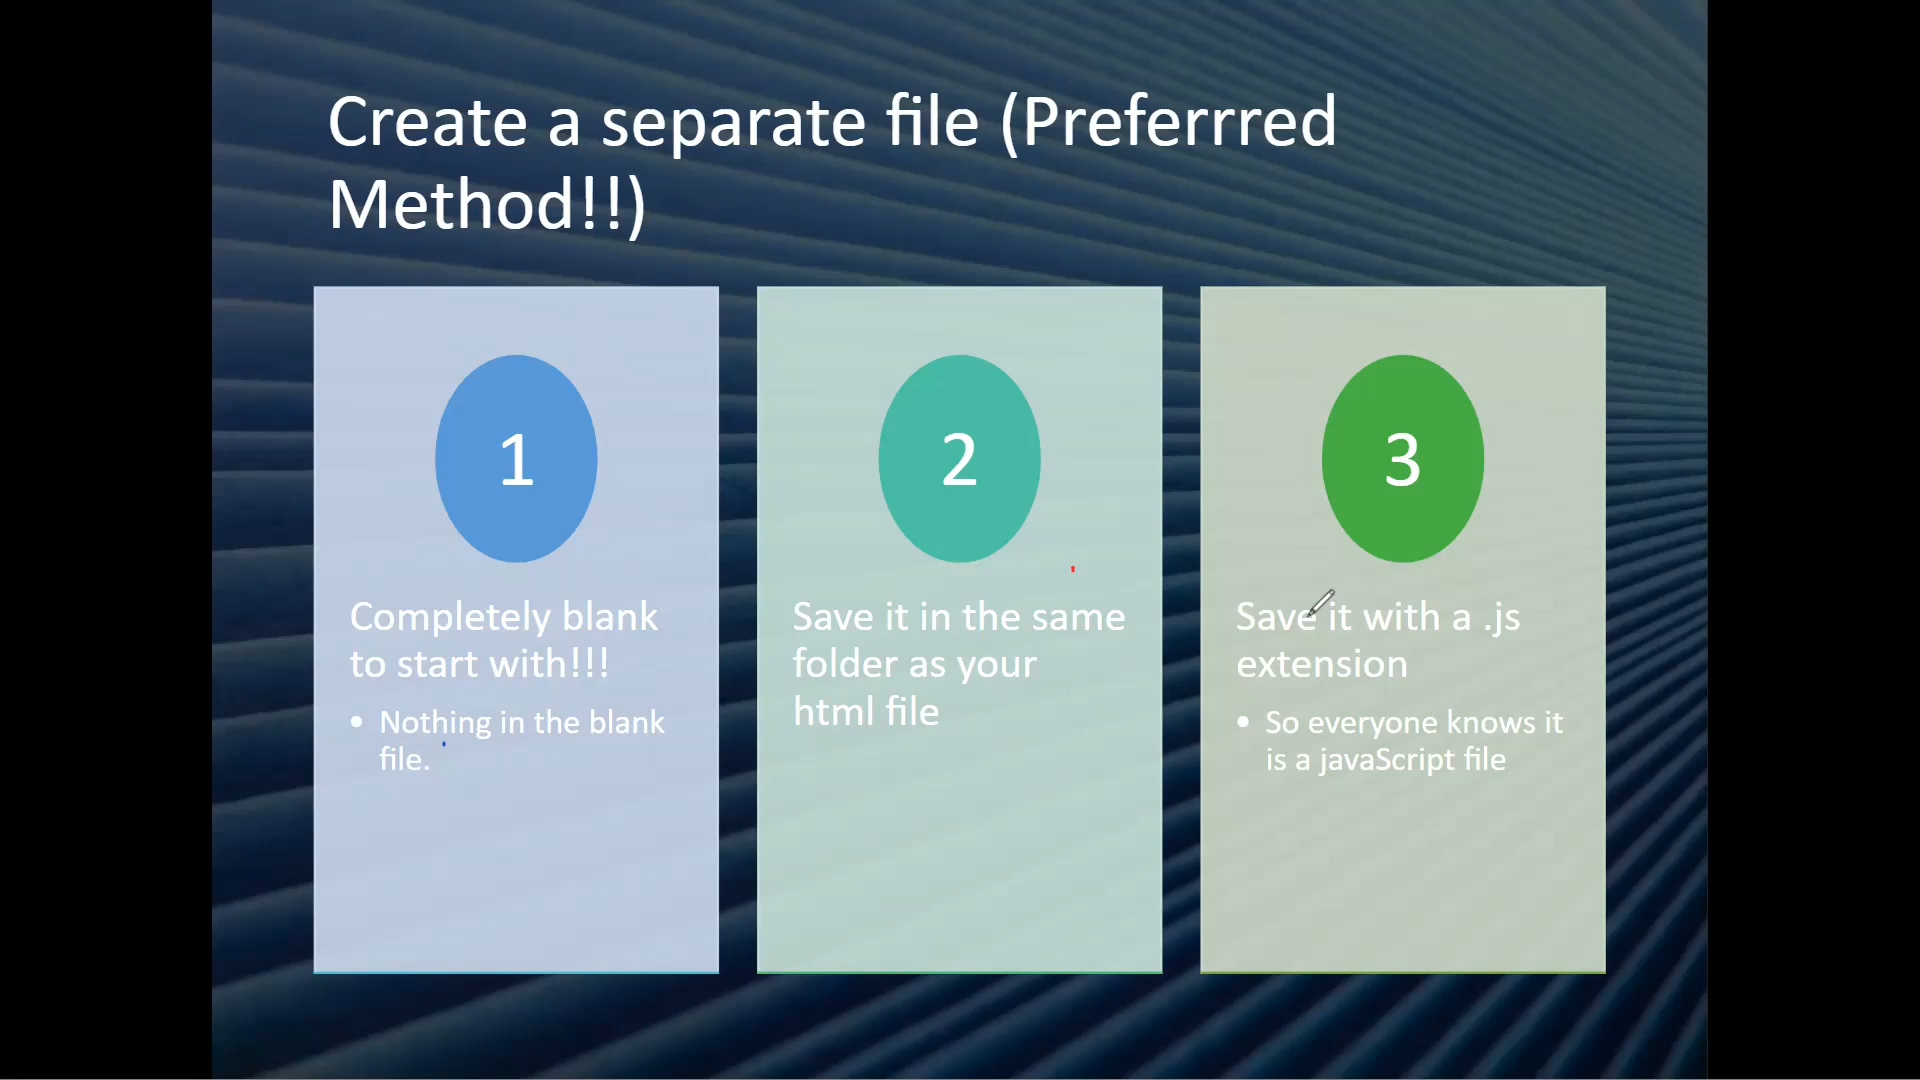 Create a separate file (Preferrred
Method!!)
1
Completely blank
to start with!!!
• Nothing in the blank
file.
2
Save it in the same
folder as your
html file
3
Save it with a .js
extension
• So everyone knows it
is a javaScript file